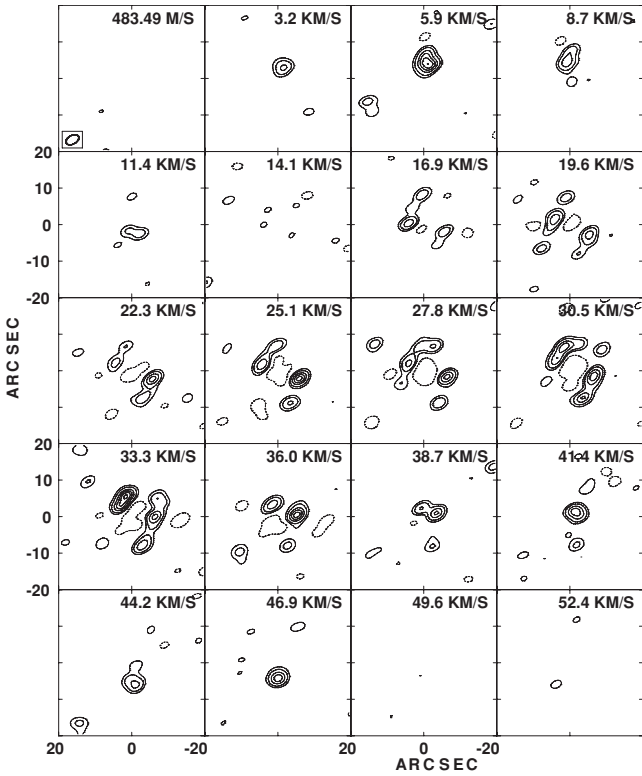 483.49 M/S 3.2 KM/S 5.9 KM/S 8.7 KM/S
20 11.4 KM/S 14.1 KM/S 16.9 KM/S 19.6 KM/S
10
0
-10
-20
22.3 KM/S 25.1 KM/S 27.8 KM/S 30.5 KM/S
ARC SEC
20 33.3 KM/S 36.0 KM/S 38.7 KM/S 41.4 KM/S
10
0
-10
-20
44.2 KM/S 46.9 KM/S 49.6 KM/S 52.4 KM/S
20 0 -20 20 0 -20
ARC SEC